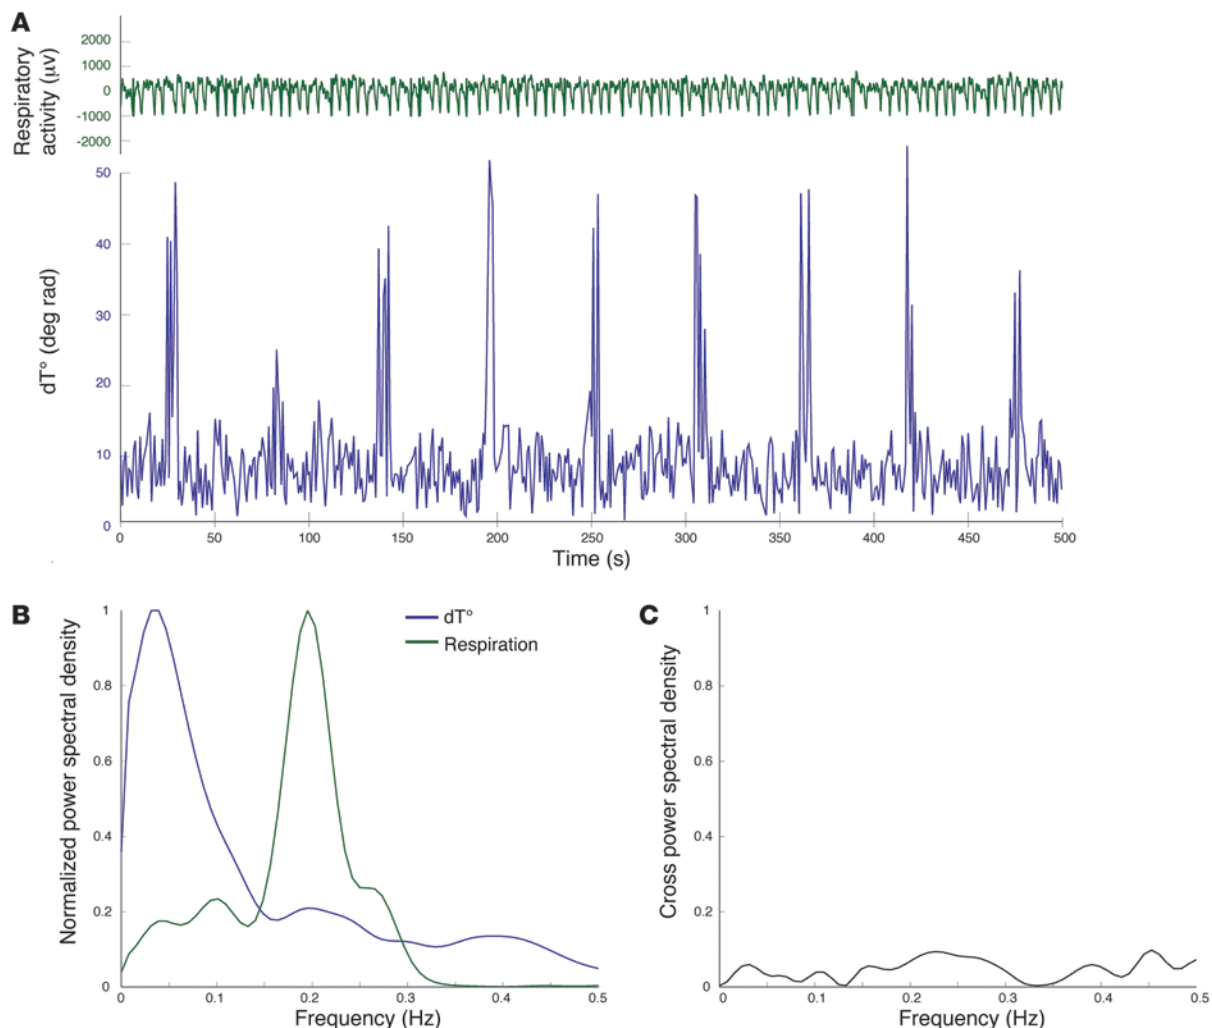 A
Respiratory
activity (μv)
2000
1000
0
-1000
-2000
dT° (deg rad)
50
40
30
20
10
0
0 50 100 150 200 250 300 350 400 450 500
Time (s)
B
Normalized power spectral density
1
0.8
0.6
0.4
0.2
0
dT°
Respiration
0 0.1 0.2 0.3 0.4 0.5
Frequency (Hz)
C
Cross power spectral density
1
0.8
0.6
0.4
0.2
0
0 0.1 0.2 0.3 0.4 0.5
Frequency (Hz)